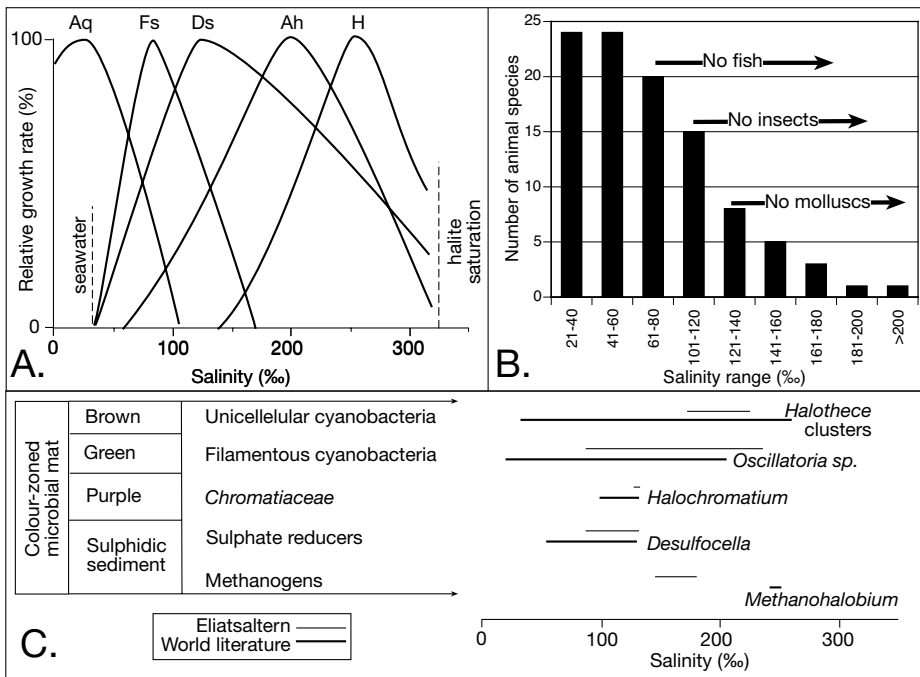 Aq Fs Ds Ah H
100
0
Relative growth rate (%)
seawater
halite
saturation
0 100 200 300
Salinity (‰)
A.
25
20
15
10
5
0
Number of animal species
No fish
No insects
No molluscs
21-40
41-60
61-80
101-120
121-140
141-160
161-180
181-200
>200
Salinity range (‰)
B.
Colour-zoned
microbial mat
Brown
Green
Purple
Sulphidic
sediment
Unicellelular cyanobacteria
Filamentous cyanobacteria
Chromatiaceae
Sulphate reducers
Methanogens
Halothece
clusters
Oscillatoria sp.
Halochromatium
Desulfocella
Methanohalobium
0 100 200 300
Salinity (‰)
Eliatsaltern
World literature
C.